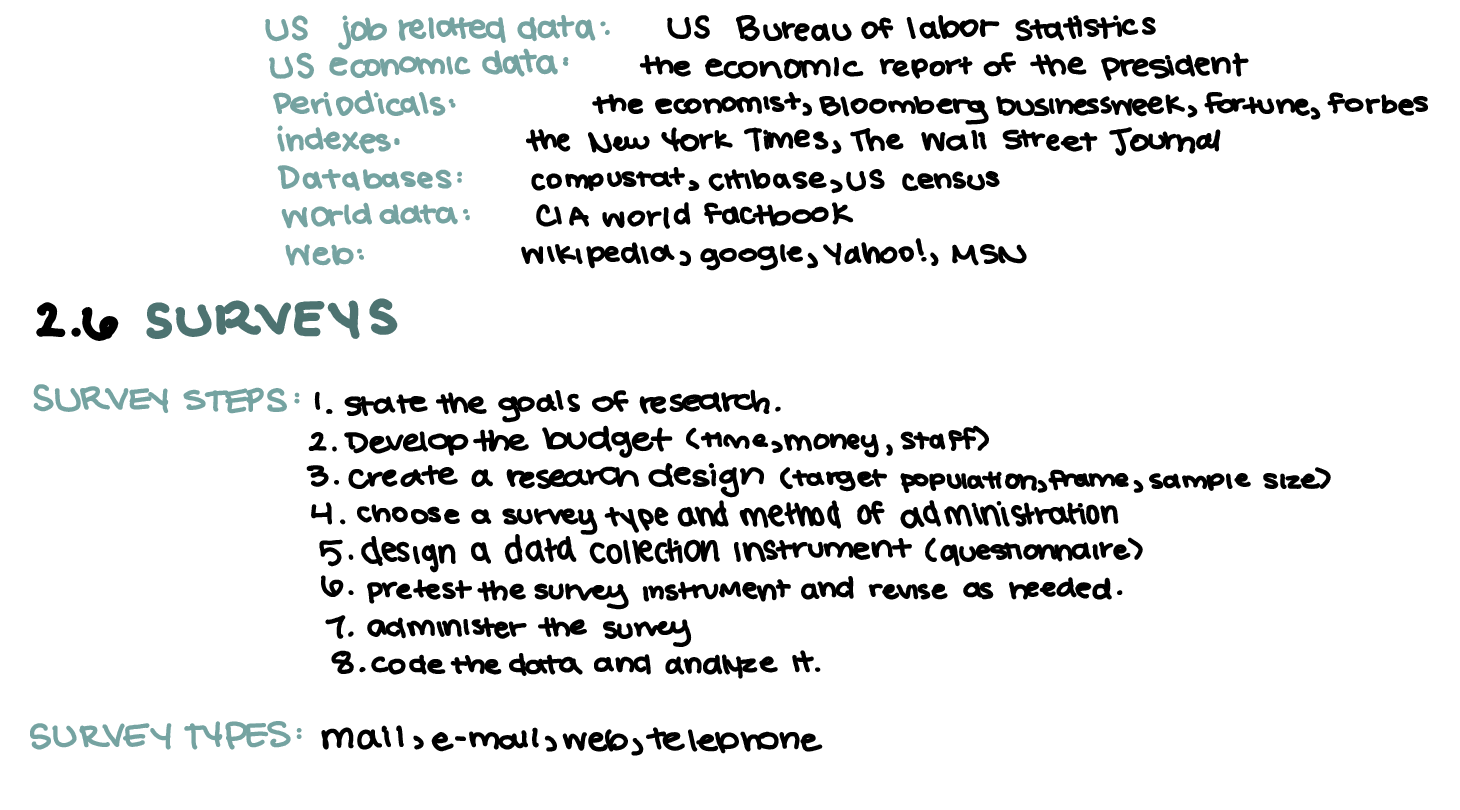 US job related data: US Bureau of labor statistics
US economic data: the economic report of the president
Periodicals: the economist, Bloomberg businessweek, fortune, forbes
indexes: the New York Times, The Wall Street Journal
Databases: compustat, citibase, US census
world data: CIA world factbook
Web: wikipedia, google, Yahoo!, MSN
2.6 SURVEYS
SURVEY STEPS: 1. state the goals of research.
2. Develop the budget (time, money, staff)
3. create a research design (target population, frame, sample size)
4. choose a survey type and method of administration
5. design a data collection instrument (questionnaire)
6. pretest the survey instrument and revise as needed.
7. administer the survey
8. code the data and analyze it.
SURVEY TYPES: mail, e-mail, web, telephone